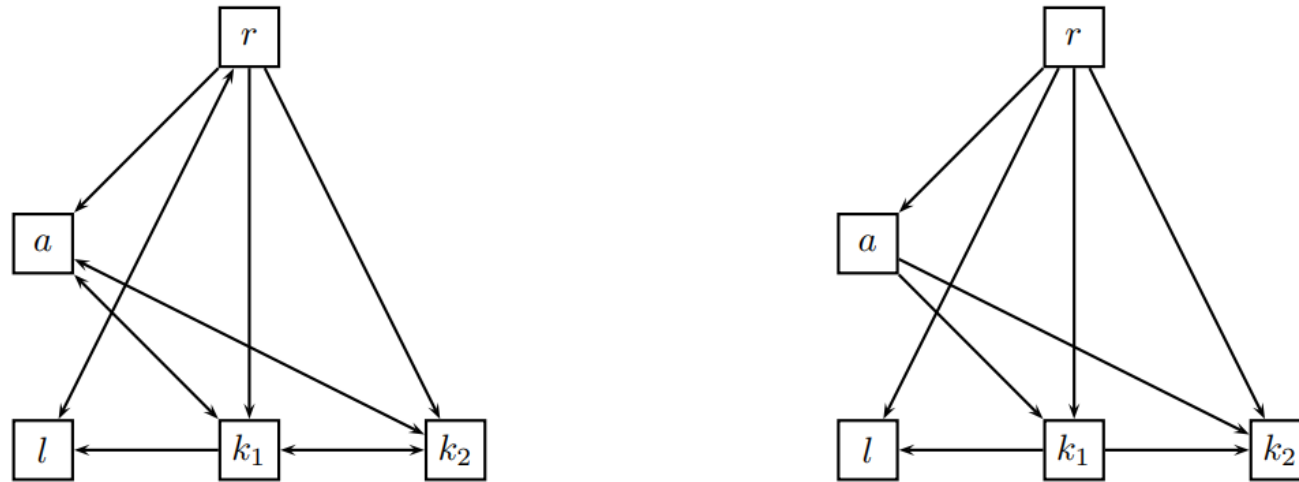 r r
a a
l k₁ k₂ l k₁ k₂